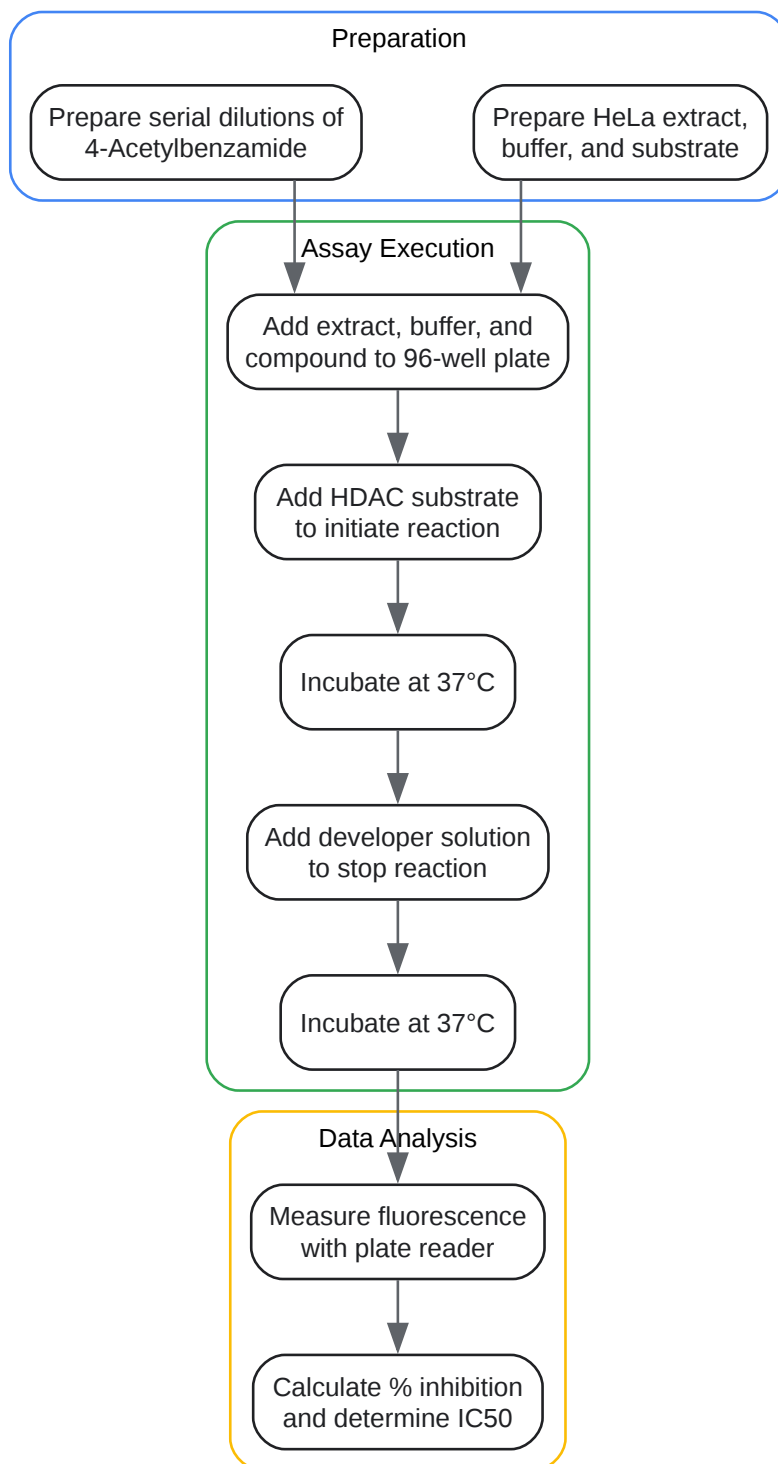 Preparation
Prepare serial dilutions of
4-Acetylbenzamide
Prepare HeLa extract,
buffer, and substrate
Assay Execution
Add extract, buffer, and
compound to 96-well plate
Add HDAC substrate
to initiate reaction
Incubate at 37°C
Add developer solution
to stop reaction
Incubate at 37°C
Data Analysis
Measure fluorescence
with plate reader
Calculate % inhibition
and determine IC50